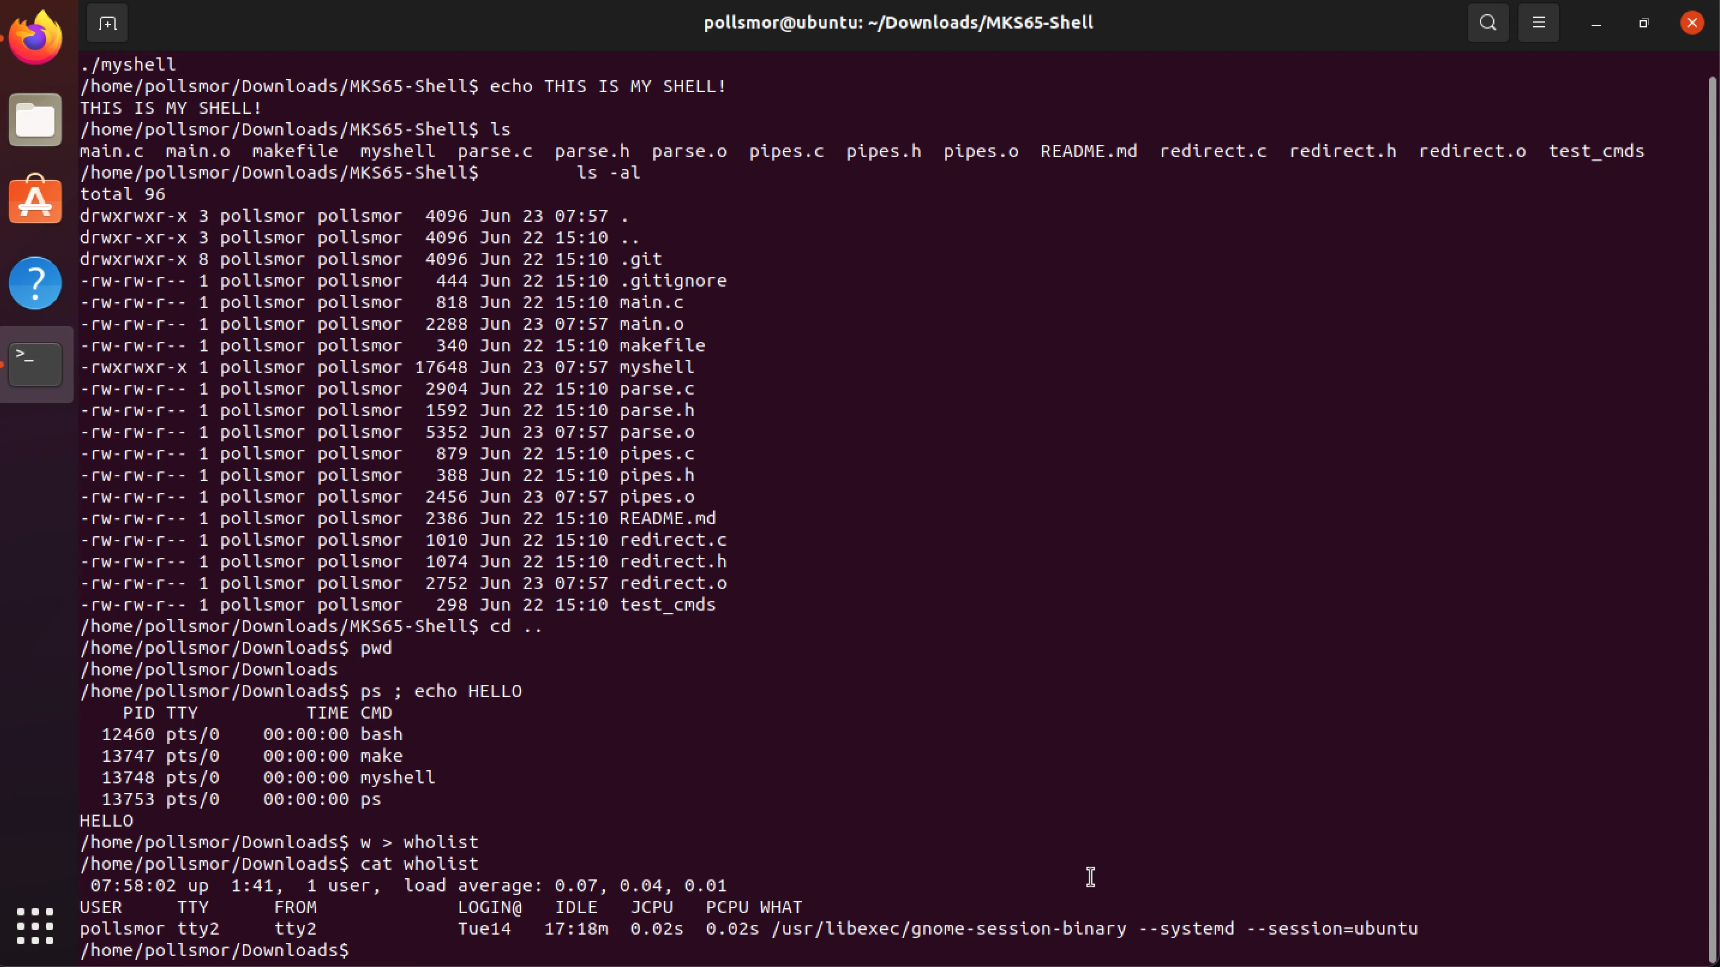 pollsmor@ubuntu: ~/Downloads/MKS65-Shell
./myshell
/home/pollsmor/Downloads/MKS65-Shell$ echo THIS IS MY SHELL!
THIS IS MY SHELL!
/home/pollsmor/Downloads/MKS65-Shell$ ls
main.c  main.o  makefile  myshell  parse.c  parse.h  parse.o  pipes.c  pipes.h  pipes.o  README.md  redirect.c  redirect.h  redirect.o  test_cmds
/home/pollsmor/Downloads/MKS65-Shell$         ls -al
total 96
drwxrwxr-x 3 pollsmor pollsmor  4096 Jun 23 07:57 .
drwxr-xr-x 3 pollsmor pollsmor  4096 Jun 22 15:10 ..
drwxrwxr-x 8 pollsmor pollsmor  4096 Jun 22 15:10 .git
-rw-rw-r-- 1 pollsmor pollsmor   444 Jun 22 15:10 .gitignore
-rw-rw-r-- 1 pollsmor pollsmor   818 Jun 22 15:10 main.c
-rw-rw-r-- 1 pollsmor pollsmor  2288 Jun 23 07:57 main.o
-rw-rw-r-- 1 pollsmor pollsmor   340 Jun 22 15:10 makefile
-rwxrwxr-x 1 pollsmor pollsmor 17648 Jun 23 07:57 myshell
-rw-rw-r-- 1 pollsmor pollsmor  2904 Jun 22 15:10 parse.c
-rw-rw-r-- 1 pollsmor pollsmor  1592 Jun 22 15:10 parse.h
-rw-rw-r-- 1 pollsmor pollsmor  5352 Jun 23 07:57 parse.o
-rw-rw-r-- 1 pollsmor pollsmor   879 Jun 22 15:10 pipes.c
-rw-rw-r-- 1 pollsmor pollsmor   388 Jun 22 15:10 pipes.h
-rw-rw-r-- 1 pollsmor pollsmor  2456 Jun 23 07:57 pipes.o
-rw-rw-r-- 1 pollsmor pollsmor  2386 Jun 22 15:10 README.md
-rw-rw-r-- 1 pollsmor pollsmor  1010 Jun 22 15:10 redirect.c
-rw-rw-r-- 1 pollsmor pollsmor  1074 Jun 22 15:10 redirect.h
-rw-rw-r-- 1 pollsmor pollsmor  2752 Jun 23 07:57 redirect.o
-rw-rw-r-- 1 pollsmor pollsmor   298 Jun 22 15:10 test_cmds
/home/pollsmor/Downloads/MKS65-Shell$ cd ..
/home/pollsmor/Downloads$ pwd
/home/pollsmor/Downloads
/home/pollsmor/Downloads$ ps ; echo HELLO
    PID TTY          TIME CMD
  12460 pts/0    00:00:00 bash
  13747 pts/0    00:00:00 make
  13748 pts/0    00:00:00 myshell
  13753 pts/0    00:00:00 ps
HELLO
/home/pollsmor/Downloads$ w > wholist
/home/pollsmor/Downloads$ cat wholist
 07:58:02 up  1:41,  1 user,  load average: 0.07, 0.04, 0.01
USER     TTY      FROM             LOGIN@   IDLE   JCPU   PCPU WHAT
pollsmor tty2     tty2             Tue14   17:18m  0.02s  0.02s /usr/libexec/gnome-session-binary --systemd --session=ubuntu
/home/pollsmor/Downloads$